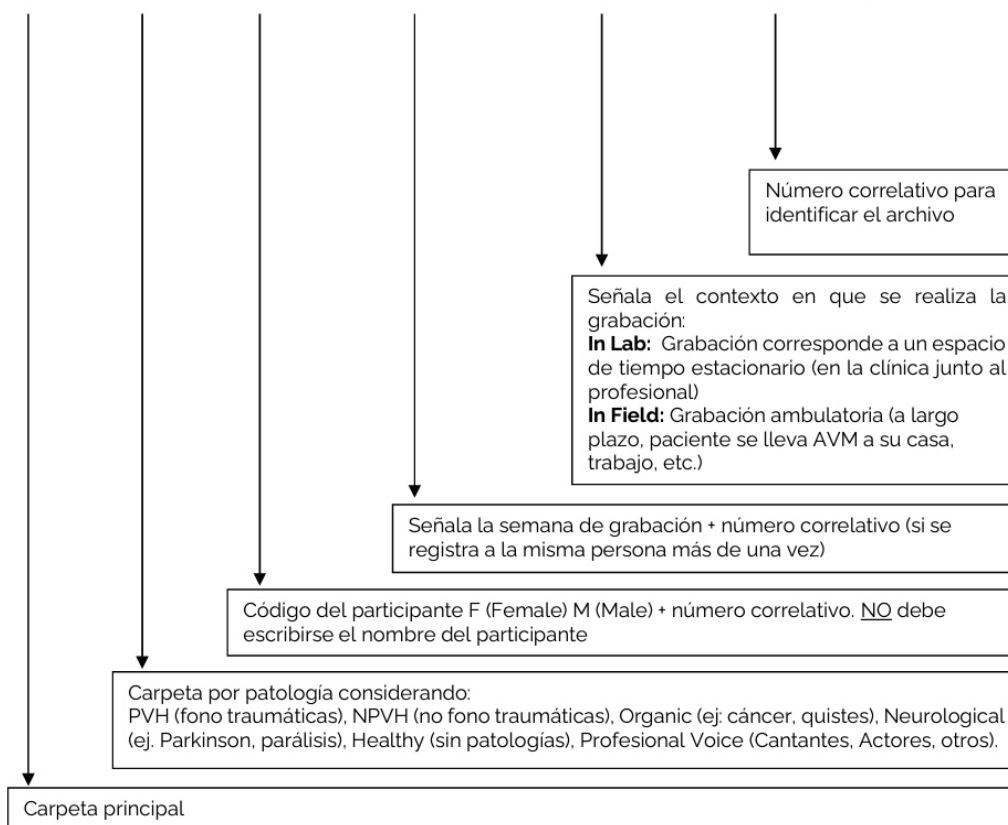 Número correlativo para
identificar el archivo
Señala el contexto en que se realiza la
grabación:
In Lab: Grabación corresponde a un espacio
de tiempo estacionario (en la clínica junto al
profesional)
In Field: Grabación ambulatoria (a largo
plazo, paciente se lleva AVM a su casa,
trabajo, etc.)
Señala la semana de grabación + número correlativo (si se
registra a la misma persona más de una vez)
Código del participante F (Female) M (Male) + número correlativo. NO debe
escribirse el nombre del participante
Carpeta por patología considerando:
PVH (fono traumáticas), NPVH (no fono traumáticas), Organic (ej: cáncer, quistes), Neurological
(ej. Parkinson, parálisis), Healthy (sin patologías), Profesional Voice (Cantantes, Actores, otros).
Carpeta principal